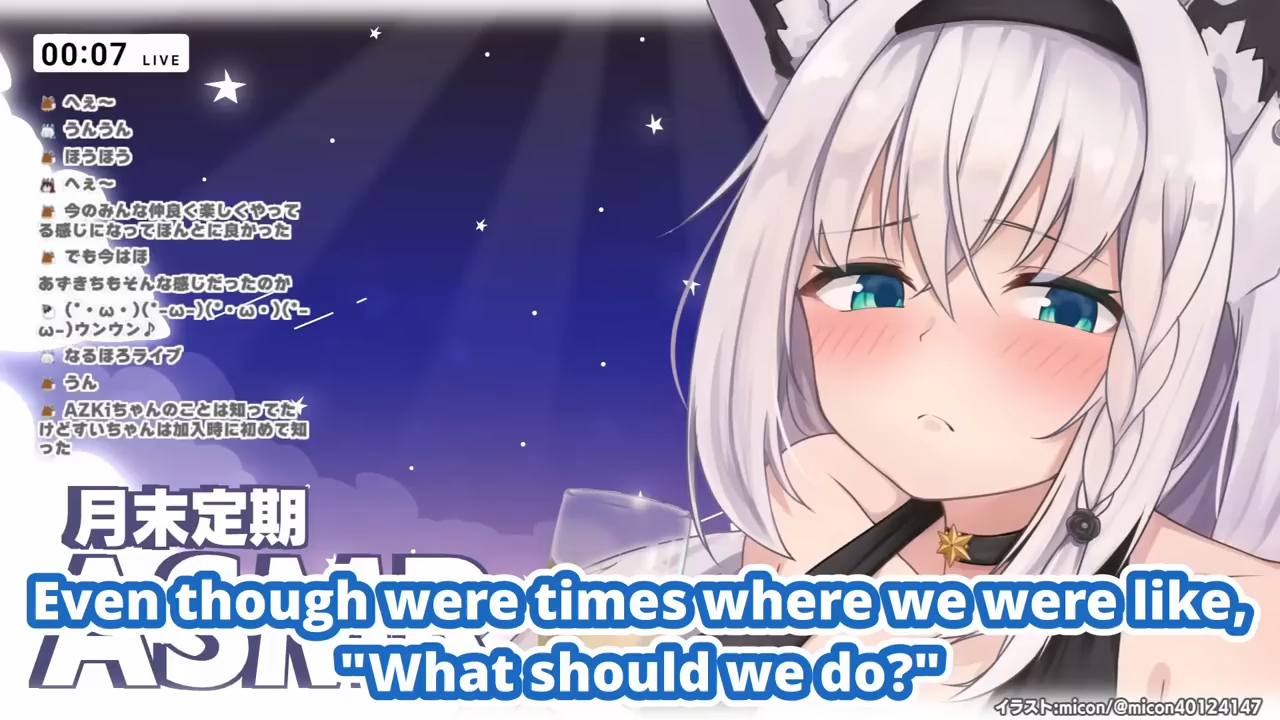 00:07 LIVE
へぇ～
うんうん
ほうほう
へぇ～
今のみんな仲良く楽しくやって
る感じになってほんとに良かった
でも今はほ
あずきちもそんな感じだったのか
(˘・ω・)(˘-ω-)(˘・ω・)(˘-
ω-)ウンウン♪
なるほろライブ
うん
AZKiちゃんのことは知ってた
けどすいちゃんは加入時に初めて知
った
月末定期
ASMR
Even though were times where we were like,
"What should we do?"
イラスト:micon/@micon40124147